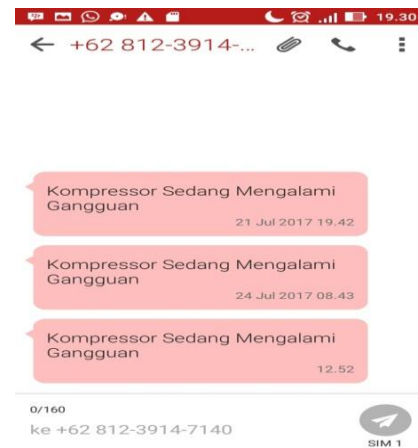 19.30
+62 812-3914-...
Kompressor Sedang Mengalami
Gangguan
21 Jul 2017 19.42
Kompressor Sedang Mengalami
Gangguan
24 Jul 2017 08.43
Kompressor Sedang Mengalami
Gangguan
12.52
0/160
ke +62 812-3914-7140
SIM 1